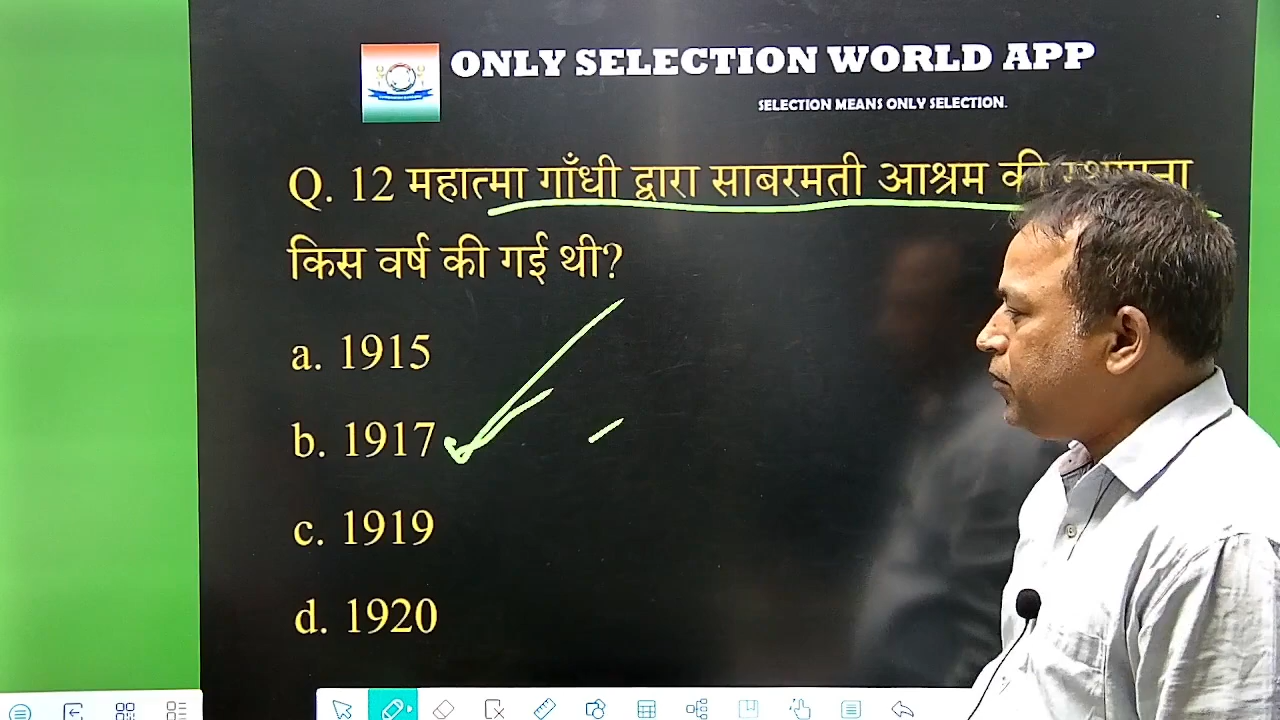 ONLY SELECTION WORLD APP
SELECTION MEANS ONLY SELECTION.
Q. 12 महात्मा गाँधी द्वारा साबरमती आश्रम की
किस वर्ष की गई थी?
a. 1915
b. 1917
c. 1919
d. 1920